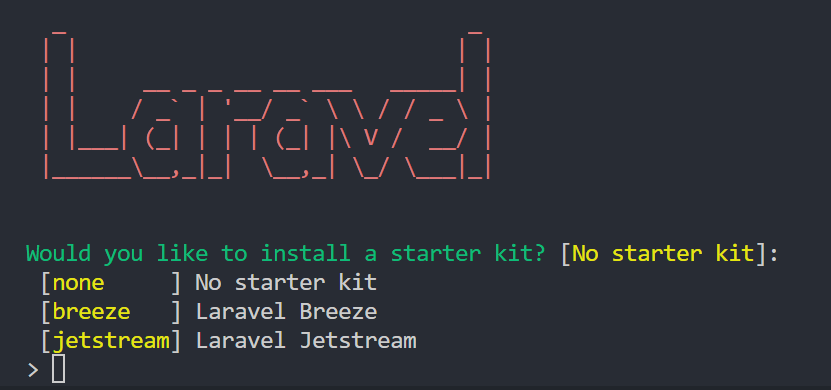 Laravel
Would you like to install a starter kit? [No starter kit]:
[none     ] No starter kit
[breeze   ] Laravel Breeze
[jetstream] Laravel Jetstream
>